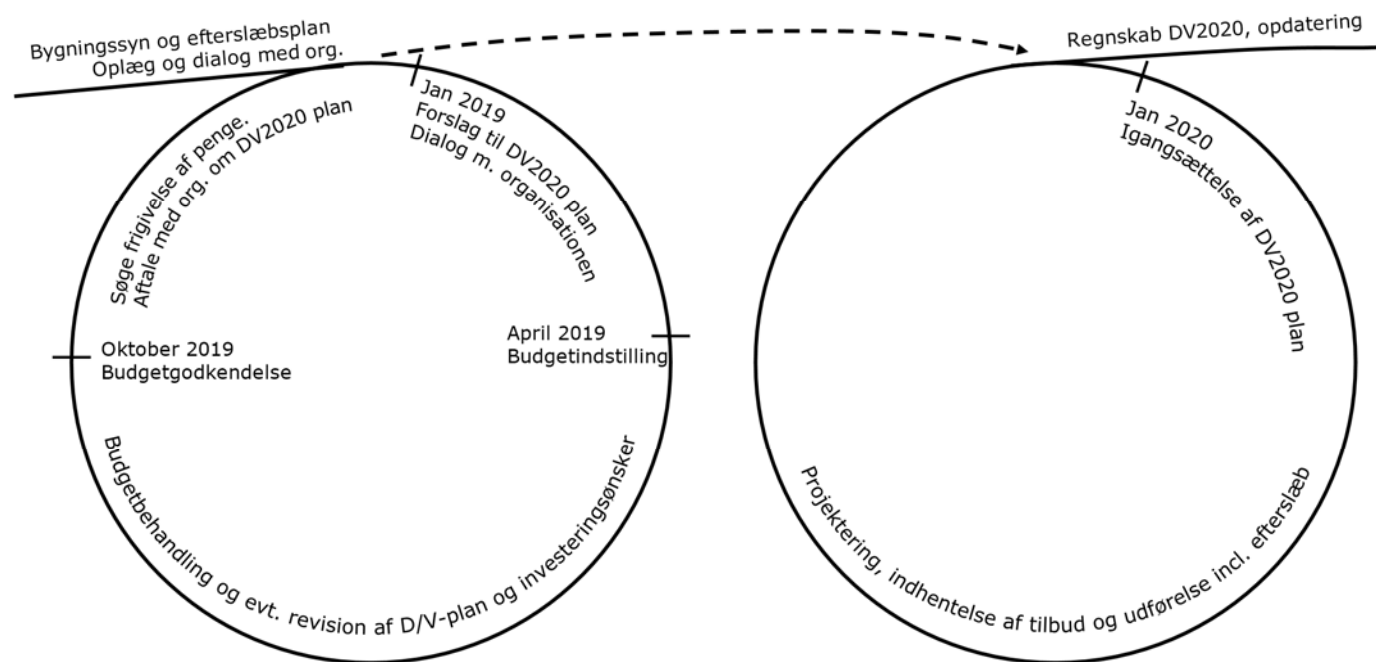 Bygningssyn og efterslæbsplan
Oplæg og dialog med org.
Jan 2019
Forslag til DV2020 plan
Dialog m. organisationen
April 2019
Budgetindstilling
Budgetbehandling og evt. revision af D/V-plan og investeringsønsker
Oktober 2019
Budgetgodkendelse
Søge frigivelse af penge.
Aftale med org. om DV2020 plan
Regnskab DV2020, opdatering
Jan 2020
Igangsættelse af DV2020 plan
Projektering, indhentelse af tilbud og udførelse incl. efterslæb